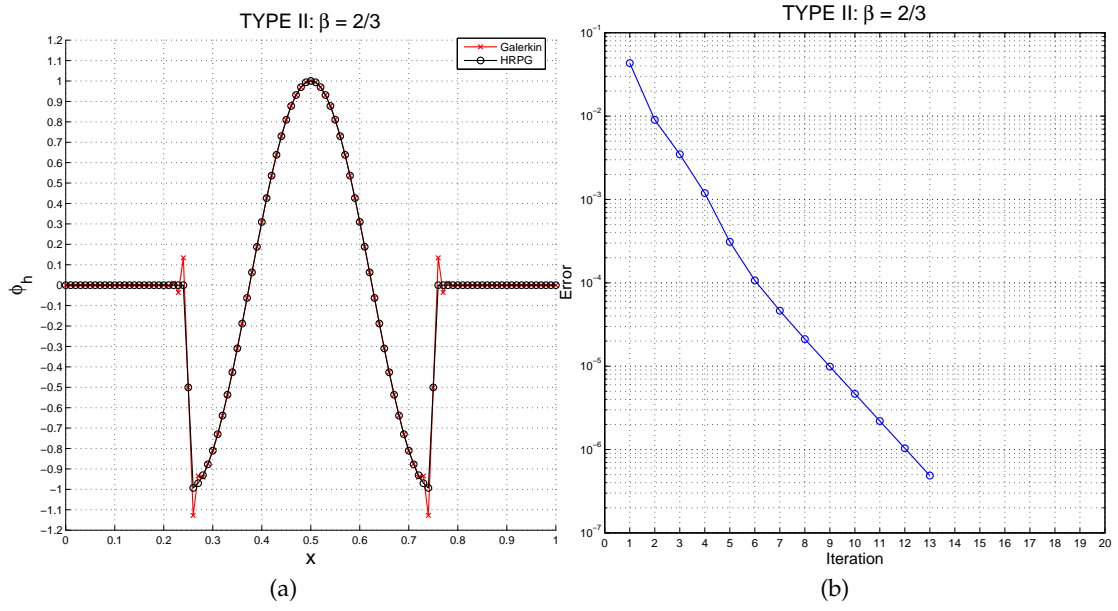 TYPE II: β = 2/3
Galerkin
HRPG
1.2
1.1
1
0.9
0.8
0.7
0.6
0.5
0.4
0.3
0.2
0.1
0
−0.1
−0.2
−0.3
−0.4
−0.5
−0.6
−0.7
−0.8
−0.9
−1
−1.1
−1.2
ϕh
0 0.1 0.2 0.3 0.4 0.5 0.6 0.7 0.8 0.9 1
x
(a)
TYPE II: β = 2/3
10⁻¹
10⁻²
10⁻³
10⁻⁴
10⁻⁵
10⁻⁶
10⁻⁷
Error
0 1 2 3 4 5 6 7 8 9 10 11 12 13 14 15 16 17 18 19 20
Iteration
(b)